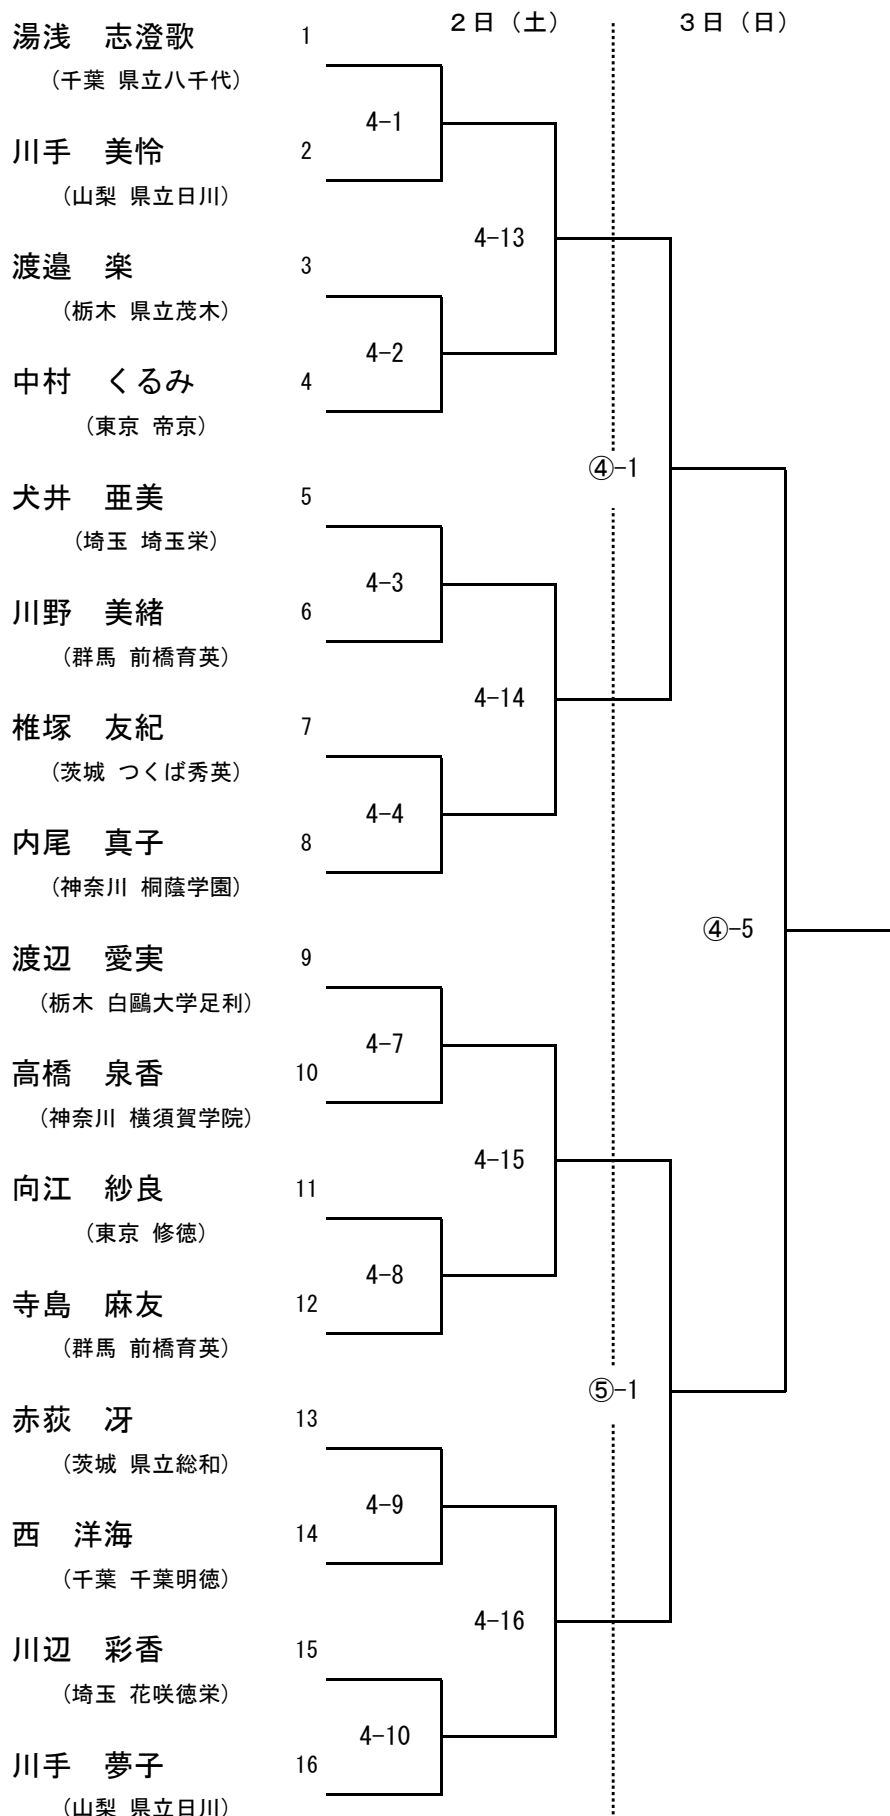 2日（土） 3日（日）
湯浅　志澄歌 1
（千葉 県立八千代）
4-1
川手　美怜 2
（山梨 県立日川）
4-13
渡邉　楽 3
（栃木 県立茂木）
4-2
中村　くるみ 4
（東京 帝京）
④-1
犬井　亜美 5
（埼玉 埼玉栄）
4-3
川野　美緒 6
（群馬 前橋育英）
4-14
椎塚　友紀 7
（茨城 つくば秀英）
4-4
内尾　真子 8
（神奈川 桐蔭学園）
④-5
渡辺　愛実 9
（栃木 白鷗大学足利）
4-7
高橋　泉香 10
（神奈川 横須賀学院）
4-15
向江　紗良 11
（東京 修徳）
4-8
寺島　麻友 12
（群馬 前橋育英）
⑤-1
赤荻　冴 13
（茨城 県立総和）
4-9
西　洋海 14
（千葉 千葉明徳）
4-16
川辺　彩香 15
（埼玉 花咲徳栄）
4-10
川手　夢子 16
（山梨 県立日川）